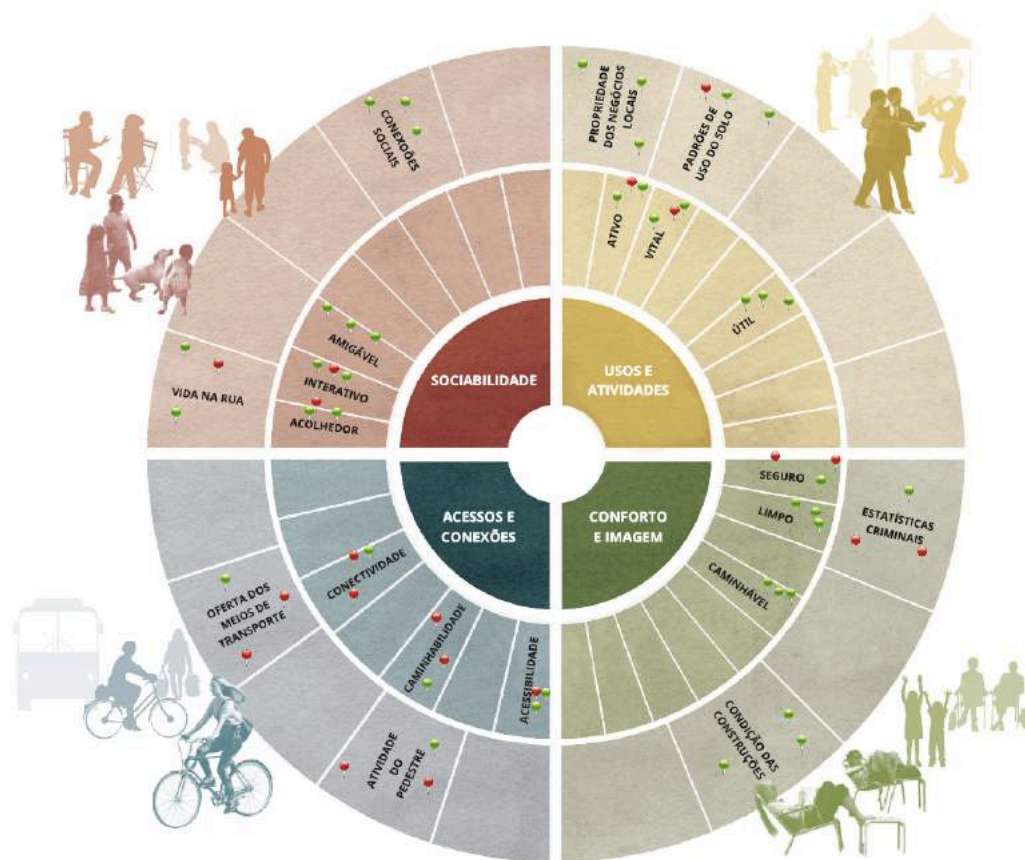 CONEXÕOES
SOCIAIS
VIDA NA RUA
AMIGÁVEL
INTERATIVO
ACOLHEDOR
SOCIABILIDADE
PROPRIEDADE
DOS NEGÓCIOS
LOCAIS
PADRÕES DE
USO DO SOLO
ATIVO
VITAL
ÚTIL
USOS E
ATIVIDADES
ACESSOS E
CONEXÕES
CONECTIVIDADE
CAMINHABILIDADE
ACESSIBILIDADE
OFERTA DOS
MEIOS DE
TRANSPORTE
ATIVIDADE
DO
PEDESTRE
CONFORTO
E IMAGEM
SEGURO
LIMPO
CAMINHÁVEL
ESTATÍSTICAS
CRIMINAIS
CONDIÇÃO DAS
CONSTRUÇÕES